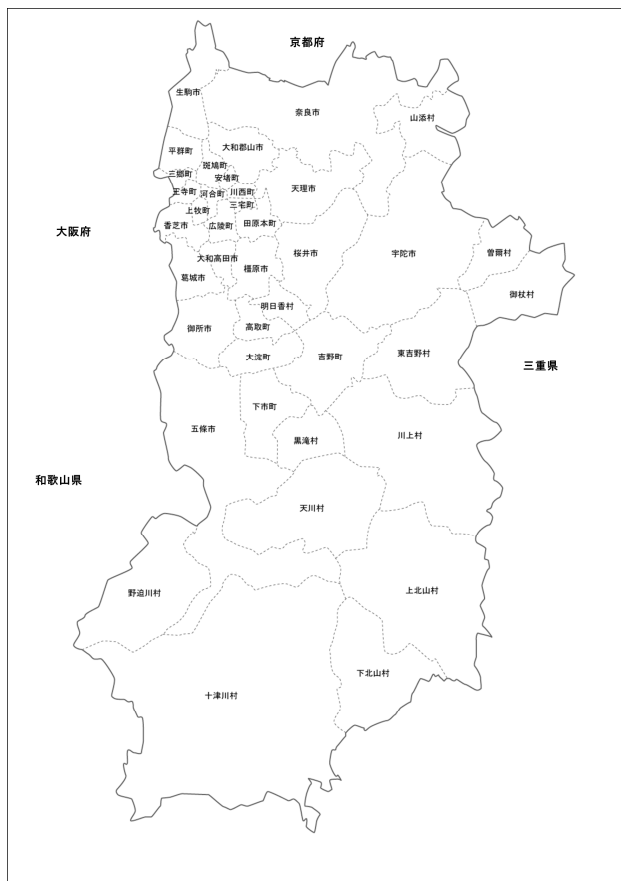 京都府
生駒市
奈良市
山添村
大和郡山市
平群町
斑鳩町
三郷町
安堵町
天理市
王寺町
河合町
川西町
三宅町
上牧町
香芝市
広陵町
田原本町
大阪府
桜井市
宇陀市
曽爾村
大和高田市
橿原市
葛城市
御杖村
明日香村
御所市
高取町
大淀町
吉野町
東吉野村
三重県
下市町
五條市
黒滝村
川上村
和歌山県
天川村
野迫川村
上北山村
下北山村
十津川村